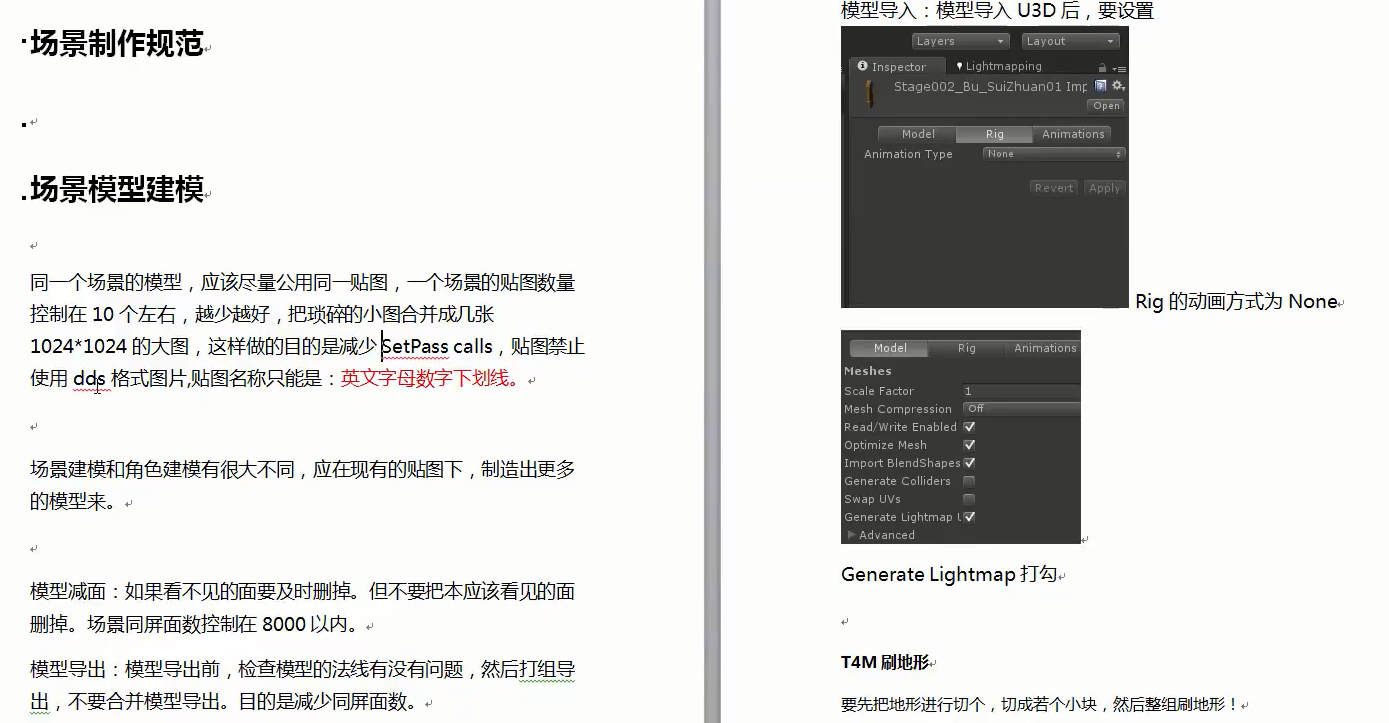 场景制作规范
场景模型建模
同一个场景的模型，应该尽量公用同一贴图，一个场景的贴图数量
控制在 10 个左右，越少越好，把琐碎的小图合并成几张
1024*1024 的大图，这样做的目的是减少 SetPass calls，贴图禁止
使用 dds 格式图片,贴图名称只能是：英文字母数字下划线。
场景建模和角色建模有很大不同，应在现有的贴图下，制造出更多
的模型来。
模型减面：如果看不见的面要及时删掉。但不要把本应该看见的面
删掉。场景同屏面数控制在 8000 以内。
模型导出：模型导出前，检查模型的法线有没有问题，然后打组导
出，不要合并模型导出。目的是减少同屏面数。
模型导入：模型导入 U3D 后，要设置
Layers Layout
Inspector Lightmapping
Stage002_Bu_SuiZhuan01 Imp
Open
Model Rig Animations
Animation Type None
Revert Apply
Rig 的动画方式为 None
Model Rig Animations
Meshes
Scale Factor 1
Mesh Compression Off
Read/Write Enabled
Optimize Mesh
Import BlendShapes
Generate Colliders
Swap UVs
Generate Lightmap U
Advanced
Generate Lightmap 打勾
T4M 刷地形
要先把地形进行切个，切成若个小块，然后整组刷地形！